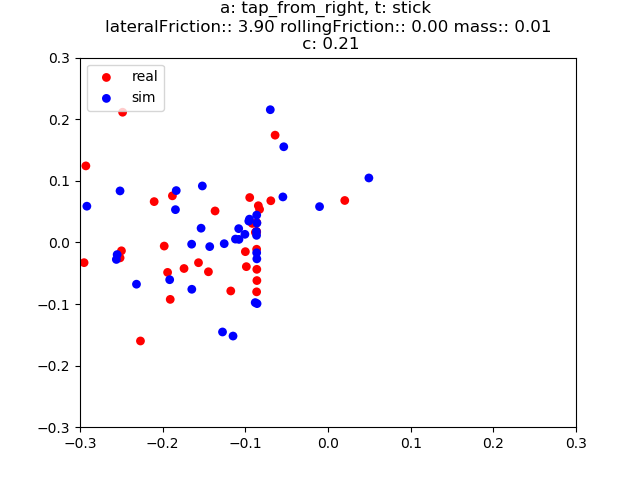 a: tap_from_right, t: stick
lateralFriction:: 3.90 rollingFriction:: 0.00 mass:: 0.01
c: 0.21
real
sim
0.3
0.2
0.1
0.0
−0.1
−0.2
−0.3
−0.3
−0.2
−0.1
0.0
0.1
0.2
0.3